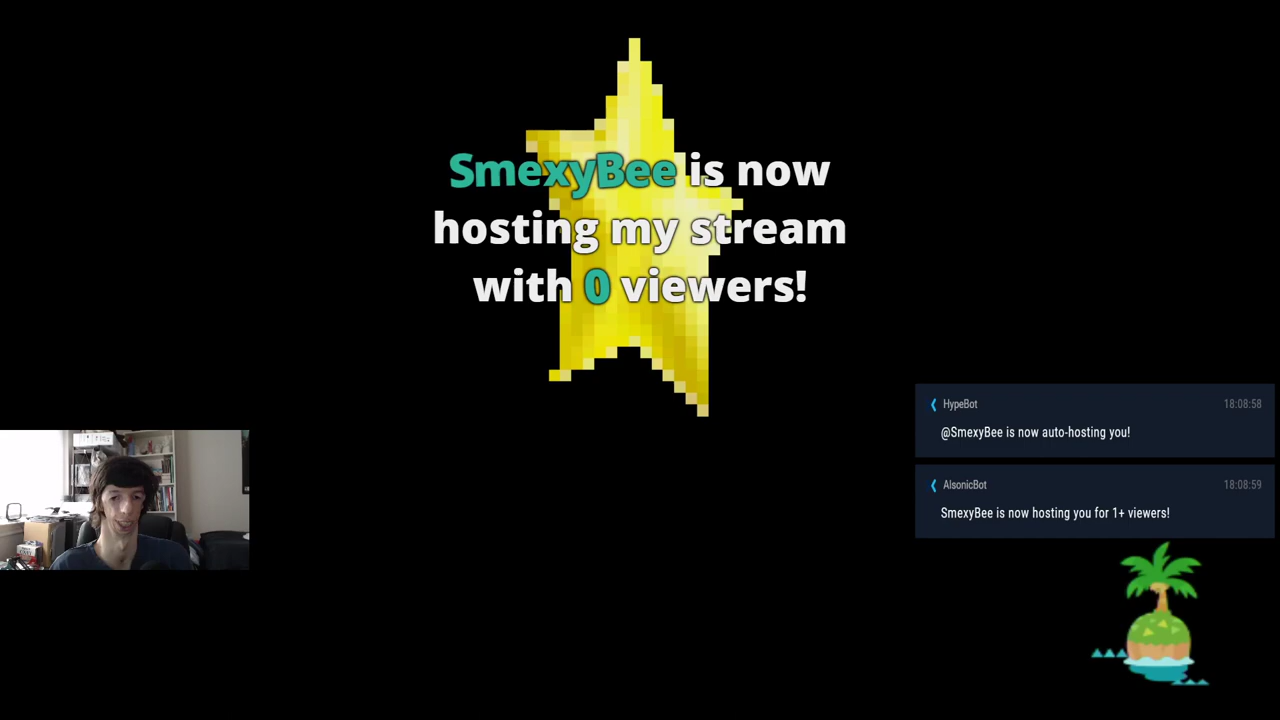 SmexyBee is now
hosting my stream
with 0 viewers!
HypeBot 18:08:58
@SmexyBee is now auto-hosting you!
AlsonicBot 18:08:59
SmexyBee is now hosting you for 1+ viewers!